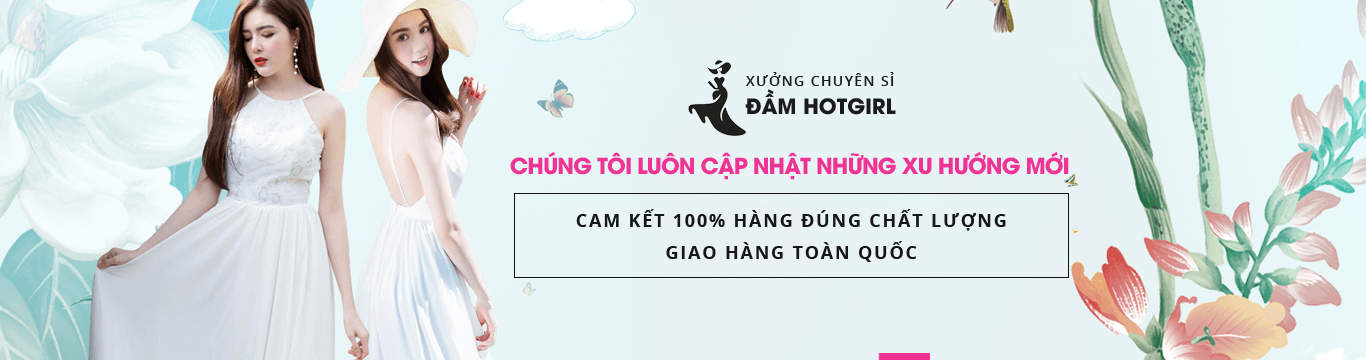 XƯỞNG CHUYÊN SỈ
ĐẦM HOTGIRL
CHÚNG TÔI LUÔN CẬP NHẬT NHỮNG XU HƯỚNG MỚI
CAM KẾT 100% HÀNG ĐÚNG CHẤT LƯỢNG
GIAO HÀNG TOÀN QUỐC